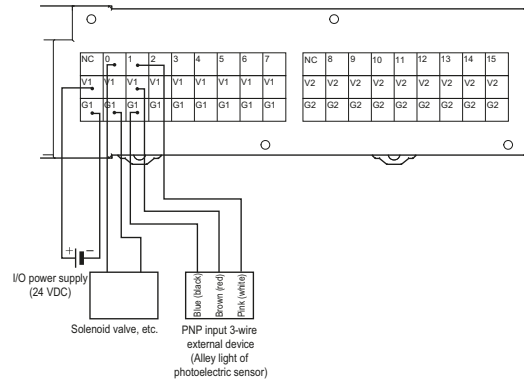 NC 0 1 2 3 4 5 6 7
V1 V1 V1 V1 V1 V1 V1 V1 V1
G1 G1 G1 G1 G1 G1 G1 G1 G1
NC 8 9 10 11 12 13 14 15
V2 V2 V2 V2 V2 V2 V2 V2 V2
G2 G2 G2 G2 G2 G2 G2 G2 G2
+ −
I/O power supply
(24 VDC)
Solenoid valve, etc.
Blue (black)
Brown (red)
Pink (white)
PNP input 3-wire
external device
(Alley light of
photoelectric sensor)